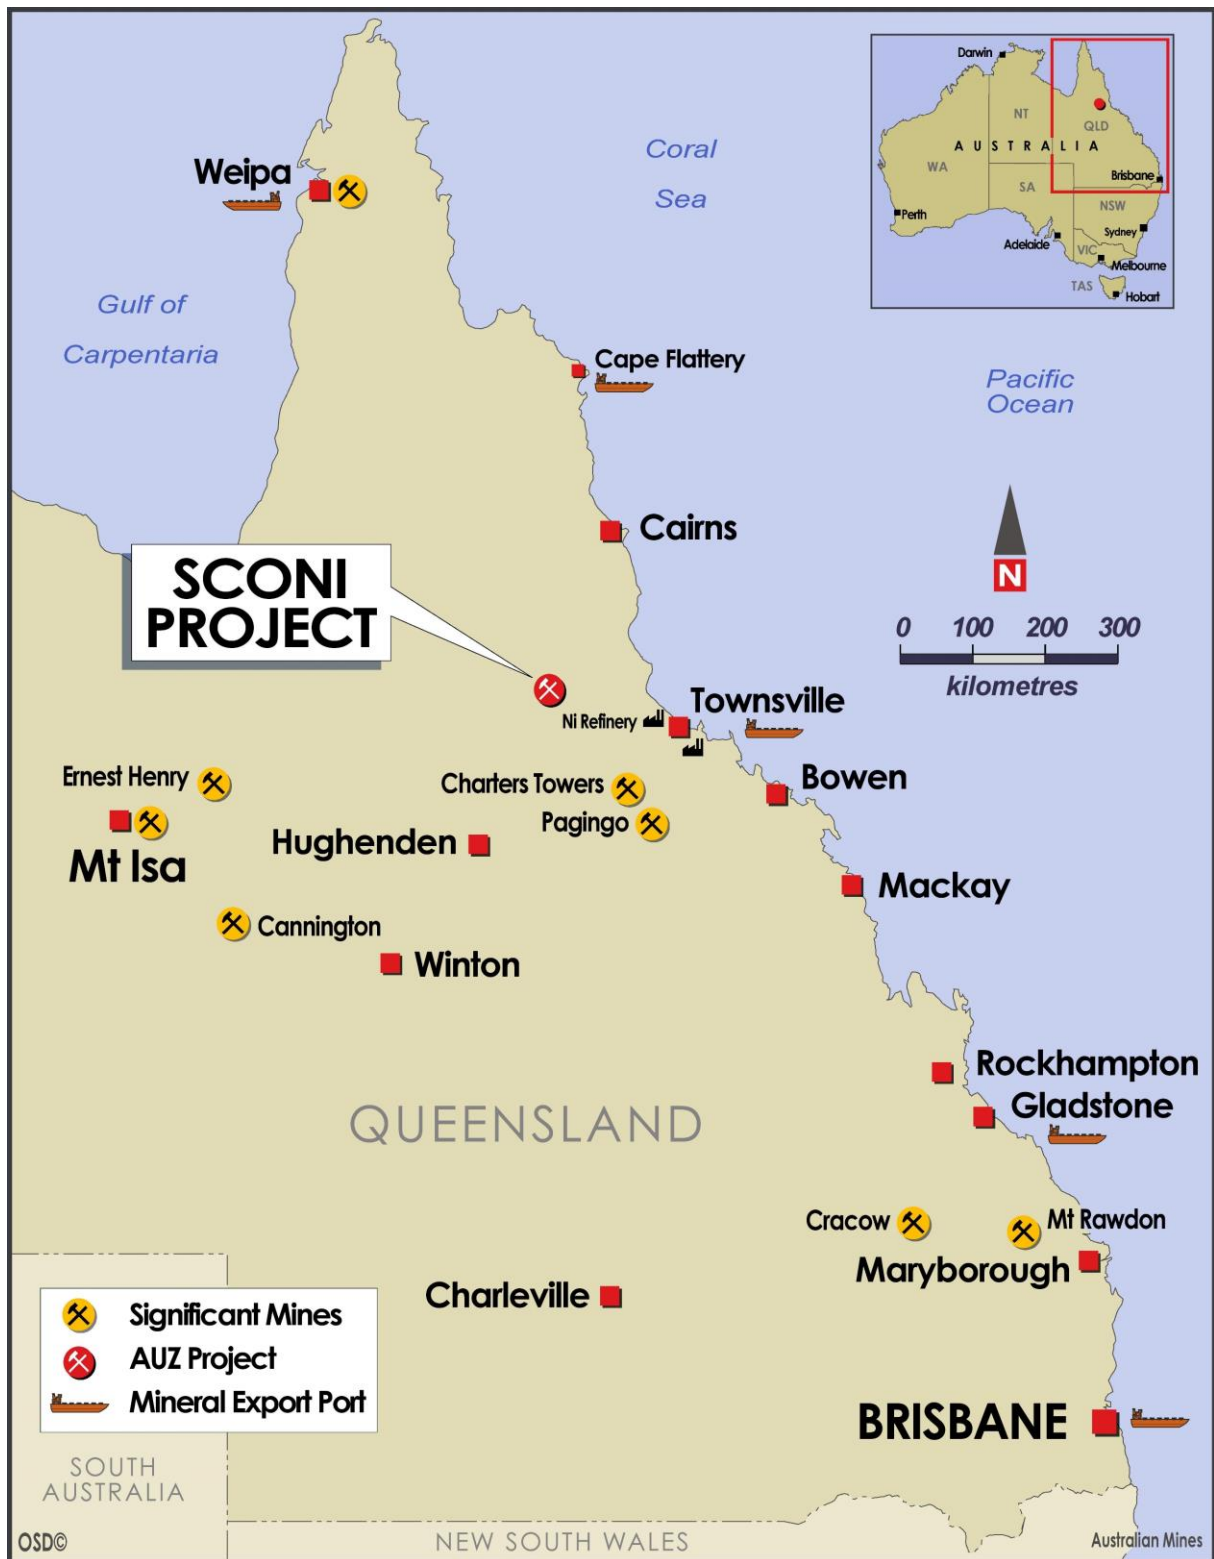 Darwin
NT
QLD
AUSTRALIA
WA
SA
Brisbane
NSW
Perth
Adelaide
Sydney
VIC
Melbourne
TAS
Hobart
Weipa
Coral
Sea
Gulf of
Carpentaria
Cape Flattery
Pacific
Ocean
Cairns
N
SCONI
PROJECT
0 100 200 300
kilometres
Townsville
Ni Refinery
Ernest Henry
Charters Towers
Bowen
Pagingo
Hughenden
Mt Isa
Mackay
Cannington
Winton
Rockhampton
Gladstone
QUEENSLAND
Cracow
Mt Rawdon
Maryborough
Charleville
Significant Mines
AUZ Project
Mineral Export Port
BRISBANE
SOUTH
AUSTRALIA
NEW SOUTH WALES
OSD©
Australian Mines